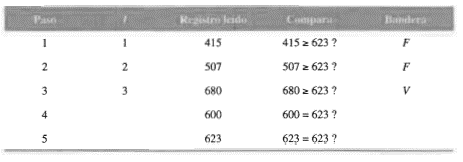 Paso I Registro leído Compara Bandera
1 1 415 415 ≥ 623 ? F
2 2 507 507 ≥ 623 ? F
3 3 680 680 ≥ 623 ? V
4 600 600 = 623 ?
5 623 623 = 623 ?